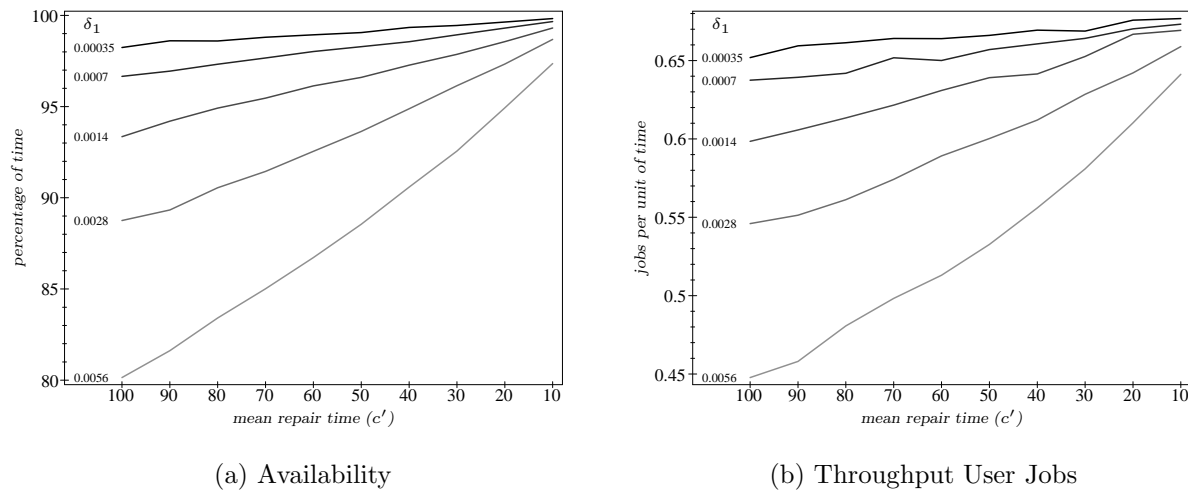 δ1
0.00035
0.0007
0.0014
0.0028
0.0056
100
95
90
85
80
percentage of time
100 90 80 70 60 50 40 30 20 10
mean repair time (c′)
(a) Availability
δ1
0.00035
0.0007
0.0014
0.0028
0.0056
0.65
0.6
0.55
0.5
0.45
jobs per unit of time
100 90 80 70 60 50 40 30 20 10
mean repair time (c′)
(b) Throughput User Jobs